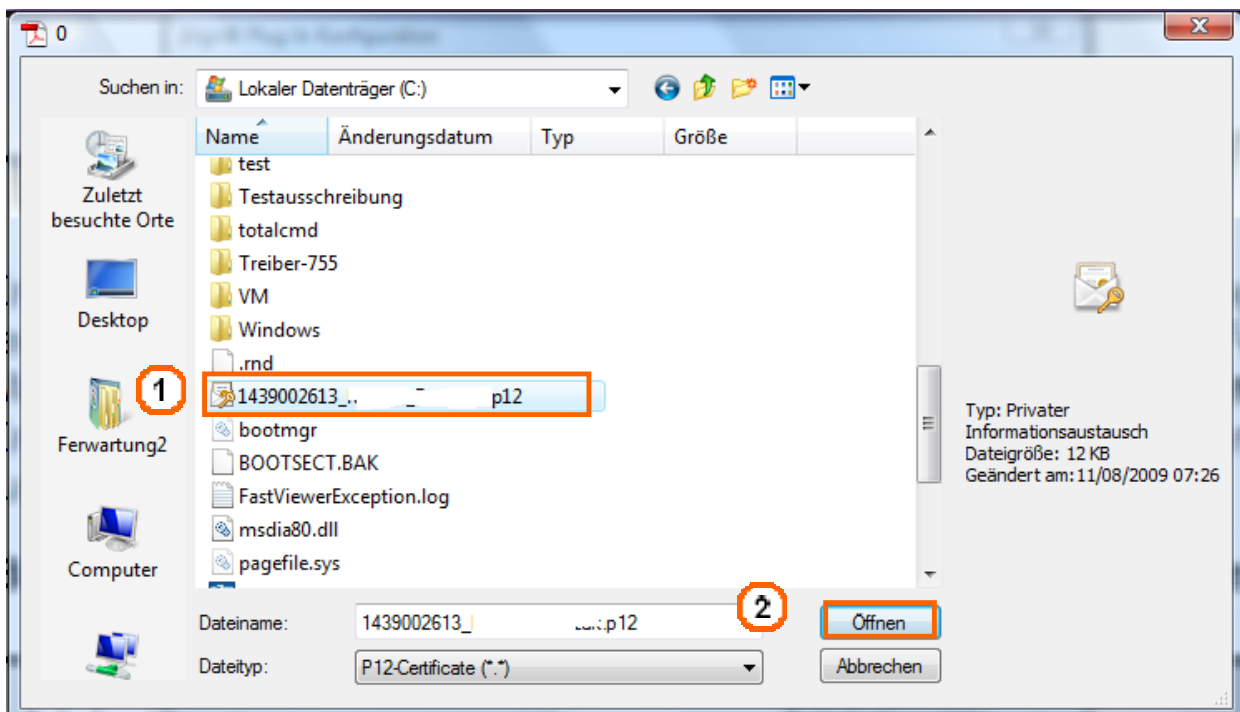 0
Suchen in:
Lokaler Datenträger (C:)
Name Änderungsdatum Typ Größe
test
Testausschreibung
totalcmd
Treiber-755
VM
Windows
.rnd
1439002613_ p12
bootmgr
BOOTSECT.BAK
FastViewerException.log
msdia80.dll
pagefile.sys
Zuletzt
besuchte Orte
Desktop
1
Ferwartung2
Computer
Typ: Privater
Informationsaustausch
Dateigröße: 12 KB
Geändert am:11/08/2009 07:26
Dateiname:
1439002613_ .p12
2
Öffnen
Dateityp:
P12-Certificate (*.*)
Abbrechen